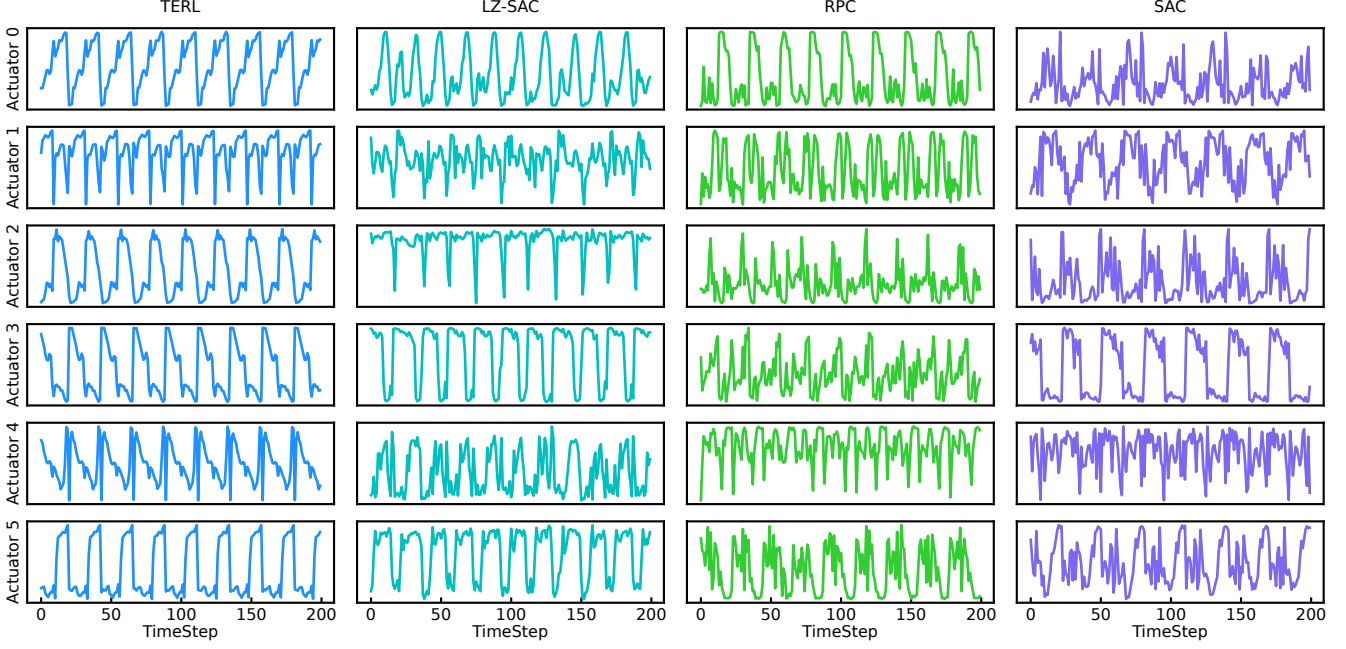 TERL LZ-SAC RPC SAC
Actuator 0
Actuator 1
Actuator 2
Actuator 3
Actuator 4
Actuator 5
0 50 100 150 200 0 50 100 150 200 0 50 100 150 200 0 50 100 150 200
TimeStep TimeStep TimeStep TimeStep